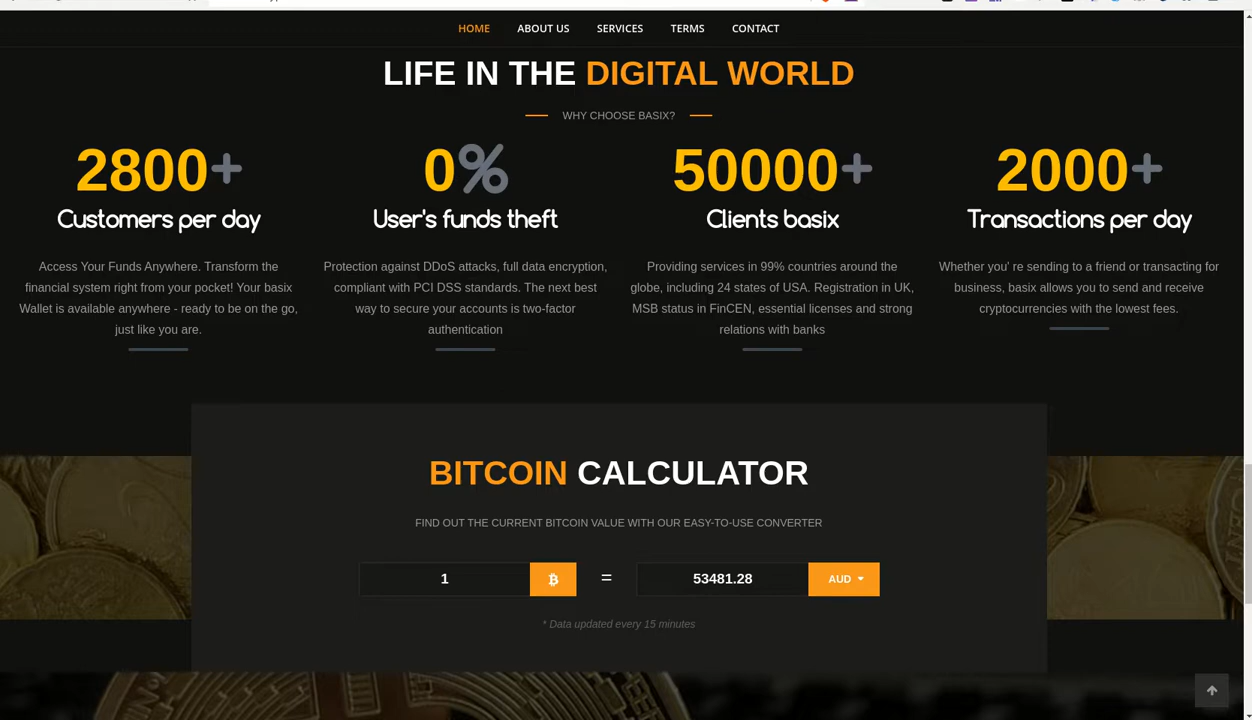 HOME ABOUT US SERVICES TERMS CONTACT
LIFE IN THE DIGITAL WORLD
WHY CHOOSE BASIX?
2800+
Customers per day
Access Your Funds Anywhere. Transform the
financial system right from your pocket! Your basix
Wallet is available anywhere - ready to be on the go,
just like you are.
0%
User's funds theft
Protection against DDoS attacks, full data encryption,
compliant with PCI DSS standards. The next best
way to secure your accounts is two-factor
authentication
50000+
Clients basix
Providing services in 99% countries around the
globe, including 24 states of USA. Registration in UK,
MSB status in FinCEN, essential licenses and strong
relations with banks
2000+
Transactions per day
Whether you' re sending to a friend or transacting for
business, basix allows you to send and receive
cryptocurrencies with the lowest fees.
BITCOIN CALCULATOR
FIND OUT THE CURRENT BITCOIN VALUE WITH OUR EASY-TO-USE CONVERTER
1 = 53481.28 AUD
* Data updated every 15 minutes